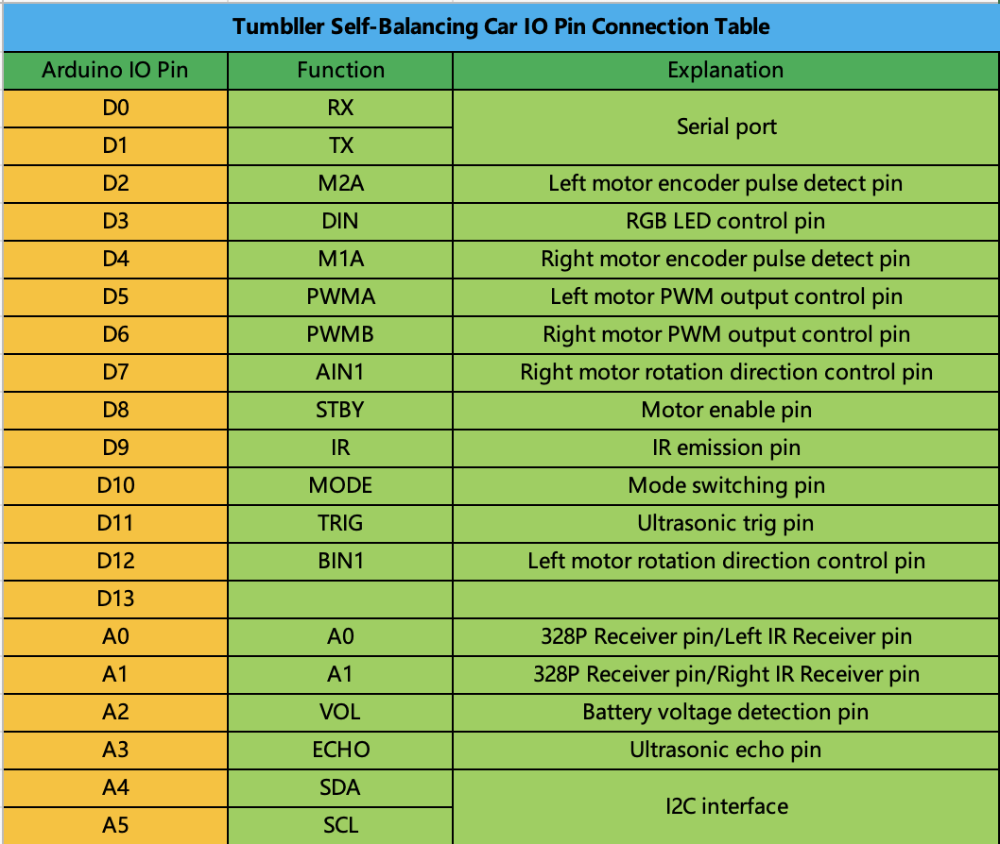 Tumbller Self-Balancing Car IO Pin Connection Table
Arduino IO Pin Function Explanation
D0 RX Serial port
D1 TX
D2 M2A Left motor encoder pulse detect pin
D3 DIN RGB LED control pin
D4 M1A Right motor encoder pulse detect pin
D5 PWMA Left motor PWM output control pin
D6 PWMB Right motor PWM output control pin
D7 AIN1 Right motor rotation direction control pin
D8 STBY Motor enable pin
D9 IR IR emission pin
D10 MODE Mode switching pin
D11 TRIG Ultrasonic trig pin
D12 BIN1 Left motor rotation direction control pin
D13
A0 A0 328P Receiver pin/Left IR Receiver pin
A1 A1 328P Receiver pin/Right IR Receiver pin
A2 VOL Battery voltage detection pin
A3 ECHO Ultrasonic echo pin
A4 SDA I2C interface
A5 SCL